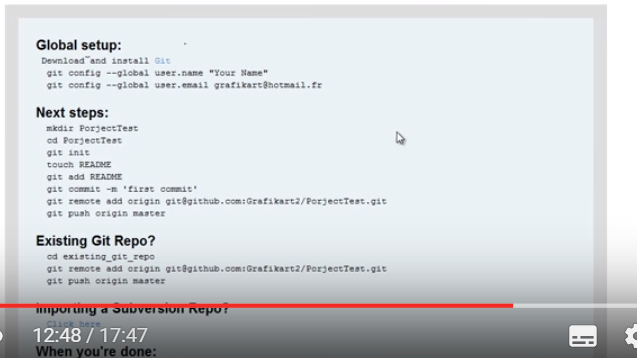 Global setup:
Download and install Git
git config --global user.name "Your Name"
git config --global user.email grafikart@hotmail.fr
Next steps:
mkdir PorjectTest
cd PorjectTest
git init
touch README
git add README
git commit -m 'first commit'
git remote add origin git@github.com:Grafikart2/PorjectTest.git
git push origin master
Existing Git Repo?
cd existing_git_repo
git remote add origin git@github.com:Grafikart2/PorjectTest.git
git push origin master
Importing a Subversion Repo?
Click here
12:48 / 17:47
When you're done: